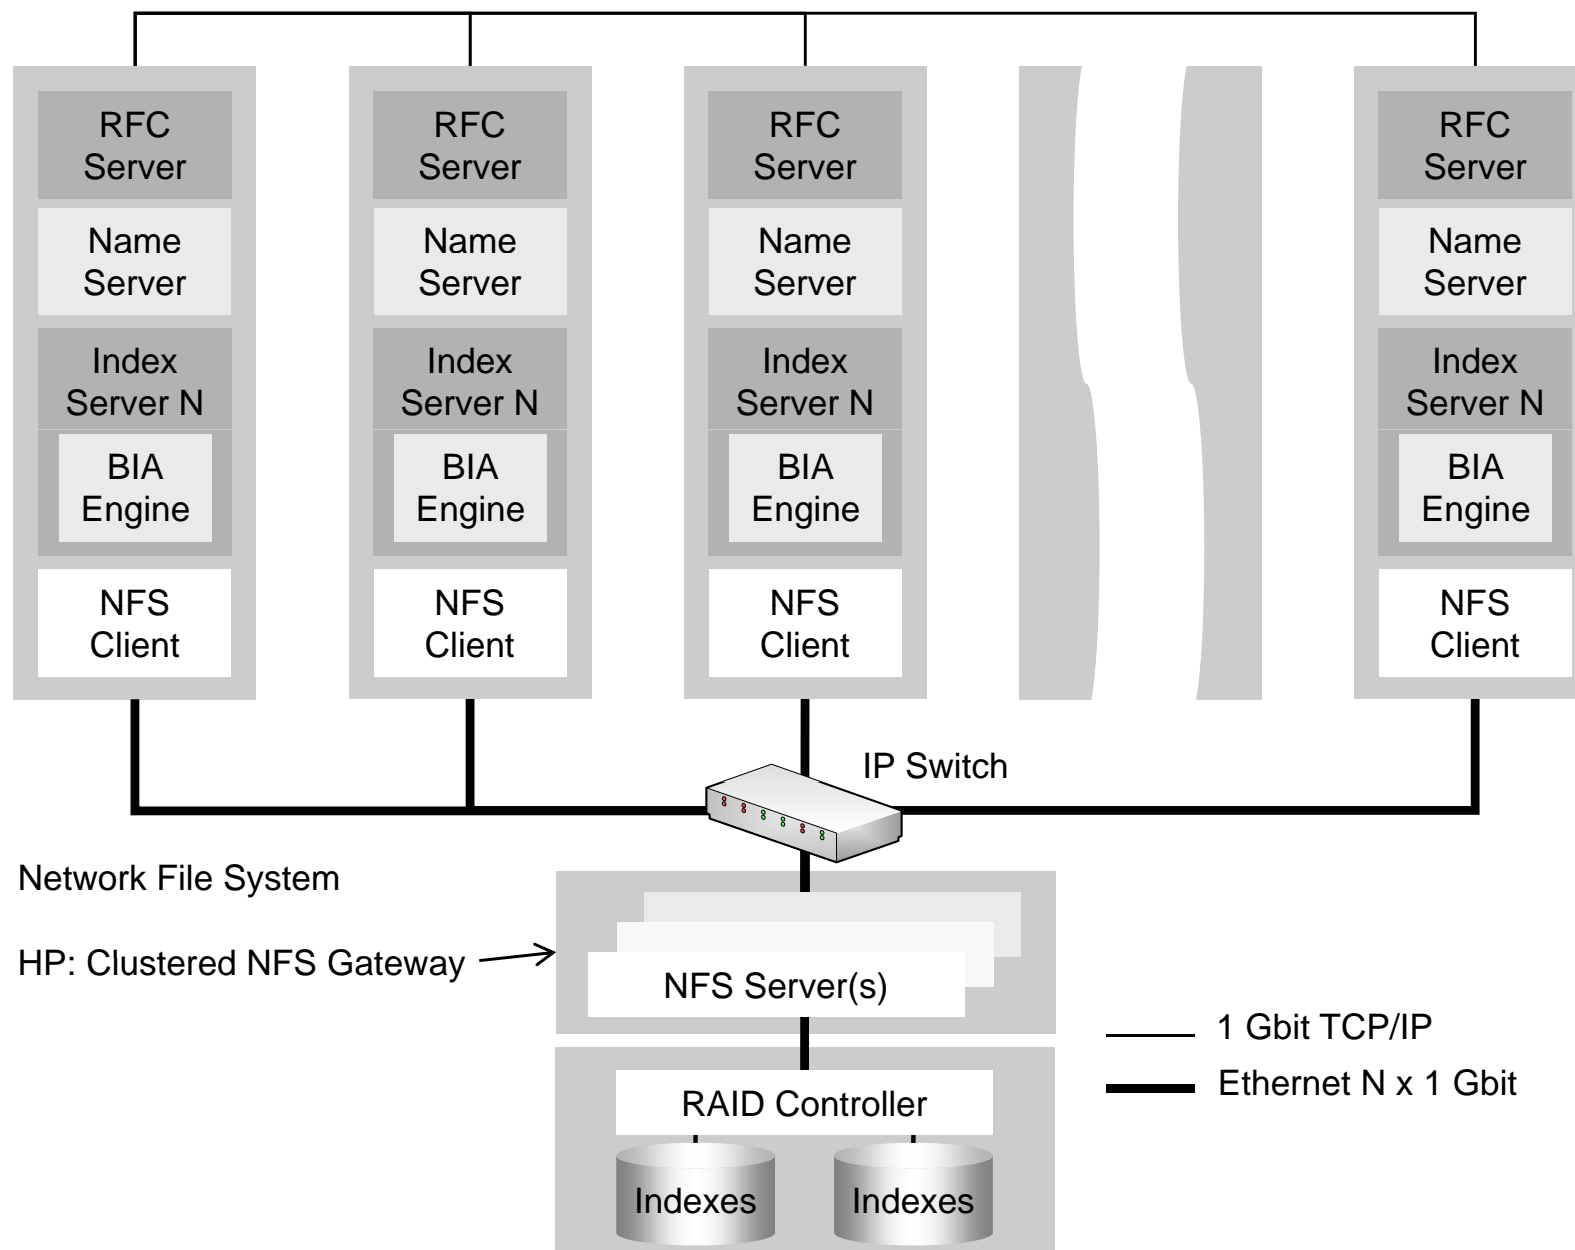 RFC
Server
Name
Server
Index
Server N
BIA
Engine
NFS
Client
RFC
Server
Name
Server
Index
Server N
BIA
Engine
NFS
Client
RFC
Server
Name
Server
Index
Server N
BIA
Engine
NFS
Client
RFC
Server
Name
Server
Index
Server N
BIA
Engine
NFS
Client
IP Switch
Network File System
HP: Clustered NFS Gateway
NFS Server(s)
1 Gbit TCP/IP
Ethernet N x 1 Gbit
RAID Controller
Indexes
Indexes